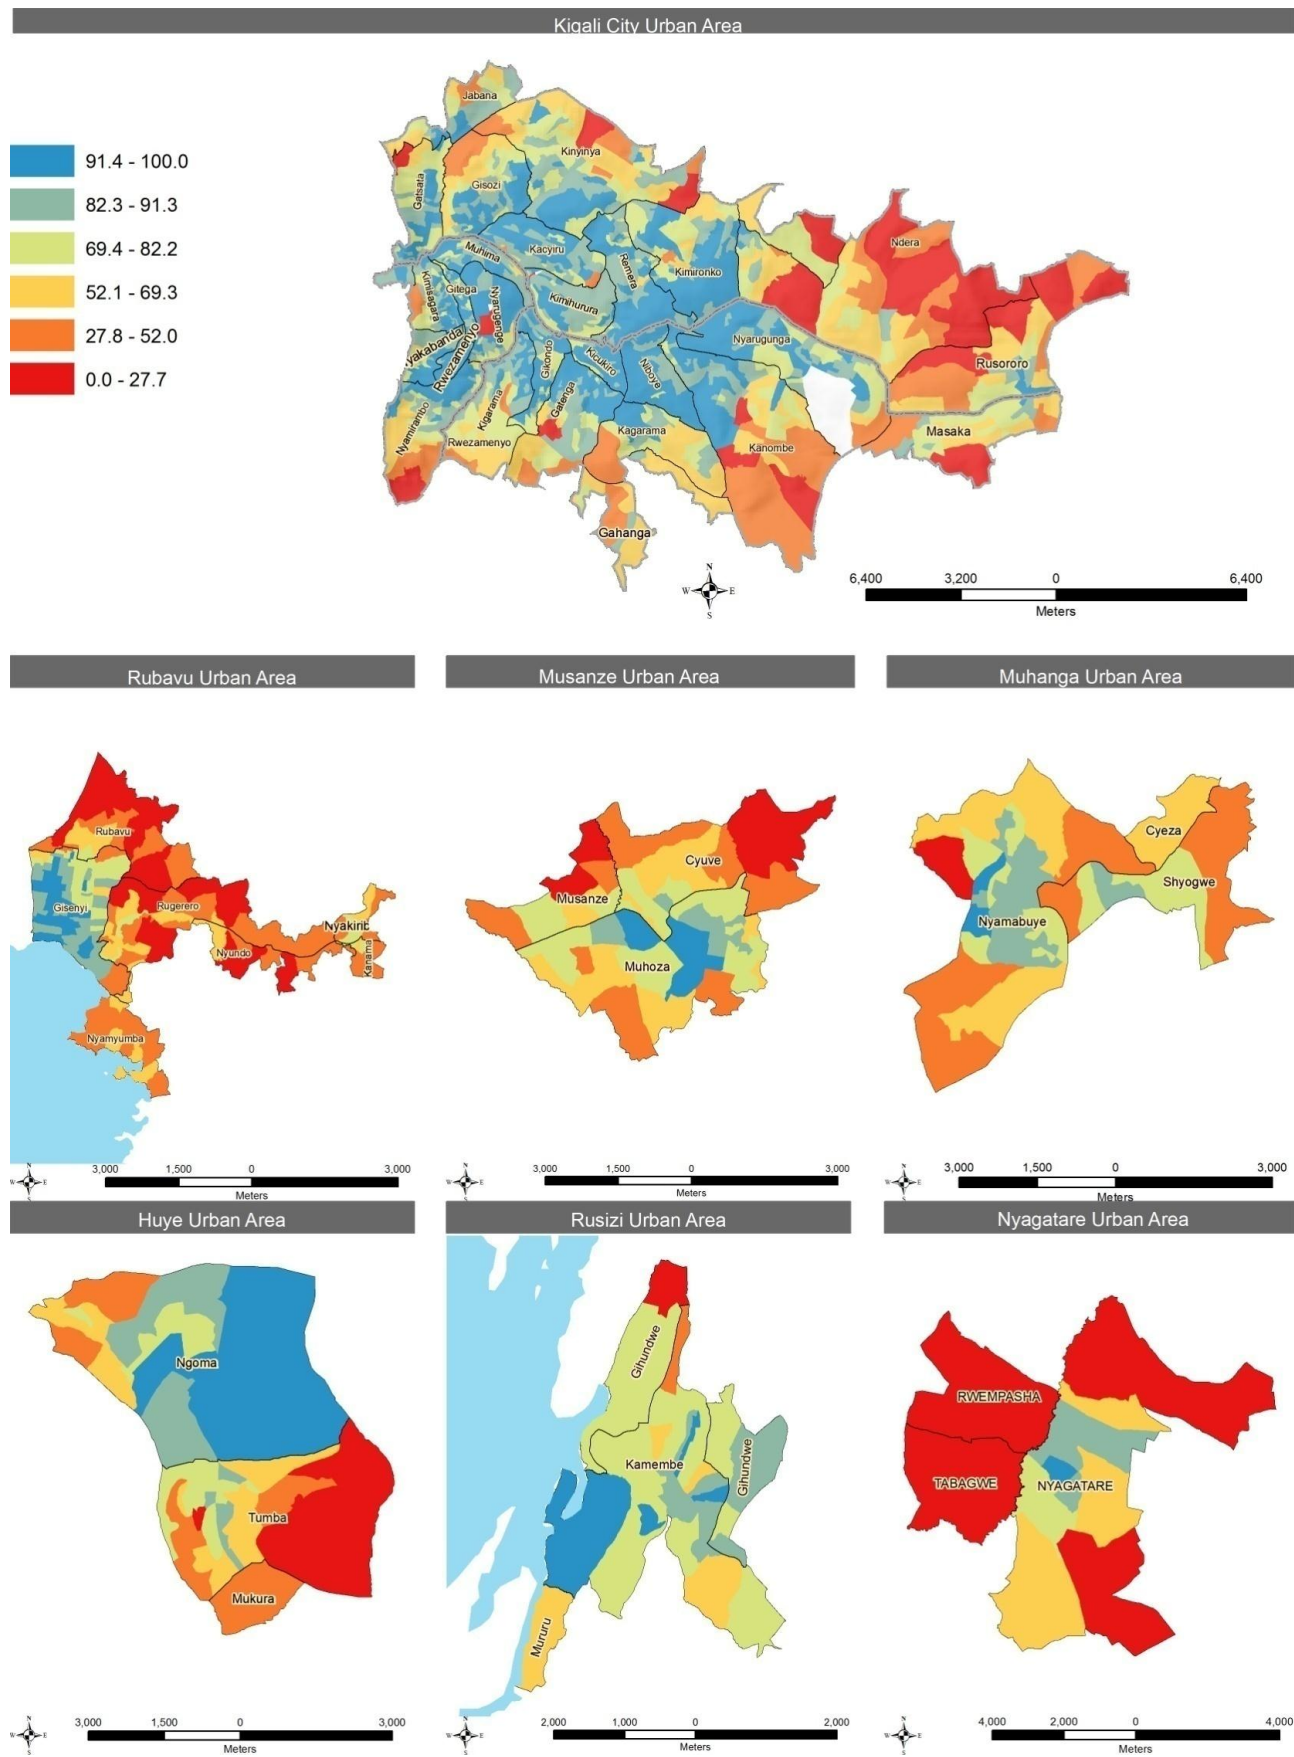 Kigali City Urban Area
91.4 - 100.0
82.3 - 91.3
69.4 - 82.2
52.1 - 69.3
27.8 - 52.0
0.0 - 27.7
Jabana
Kinyinya
Gatsata
Gisozi
Ndera
Muhima
Kacyiru
Remera
Kimironko
Kimisagara
Gitega
Nyarugenge
Kimihurura
yakabanda
Rwezamenyo
Gikondo
Kicukiro
Niboye
Nyarugunga
Rusororo
Nyamirambo
Kigarama
Gatenga
Rwezamenyo
Kagarama
Kanombe
Masaka
Gahanga
N
W E
S
6,400 3,200 0 6,400
Meters
Rubavu Urban Area
Rubavu
Gisenyi
Rugerero
Nyakirib
Nyundo
Kanama
Nyamyumba
N
W E
S
3,000 1,500 0 3,000
Meters
Musanze Urban Area
Cyuve
Musanze
Muhoza
N
W E
S
3,000 1,500 0 3,000
Meters
Muhanga Urban Area
Cyeza
Shyogwe
Nyamabuye
N
W E
S
3,000 1,500 0 3,000
Meters
Huye Urban Area
Ngoma
Tumba
Mukura
N
W E
S
3,000 1,500 0 3,000
Meters
Rusizi Urban Area
Gihundwe
Kamembe
Gihundwe
Mururu
N
W E
S
2,000 1,000 0 2,000
Meters
Nyagatare Urban Area
RWEMPASHA
TABAGWE
NYAGATARE
N
W E
S
4,000 2,000 0 4,000
Meters